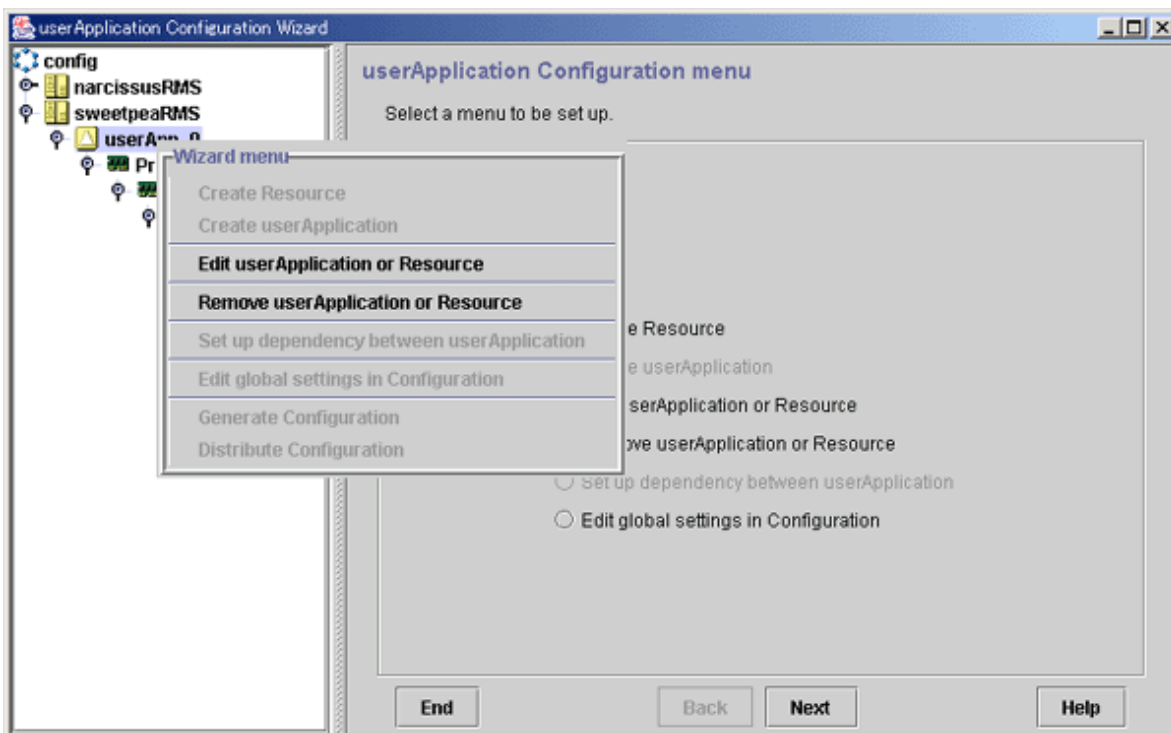 userApplication Configuration Wizard
config
narcissusRMS
sweetpeaRMS
Pr
userApplication Configuration menu
Select a menu to be set up.
Wizard menu
Create Resource
Create userApplication
Edit userApplication or Resource
Remove userApplication or Resource
Set up dependency between userApplication
Edit global settings in Configuration
Generate Configuration
Distribute Configuration
e Resource
e userApplication
serApplication or Resource
ove userApplication or Resource
Set up dependency between userApplication
Edit global settings in Configuration
End
Back
Next
Help